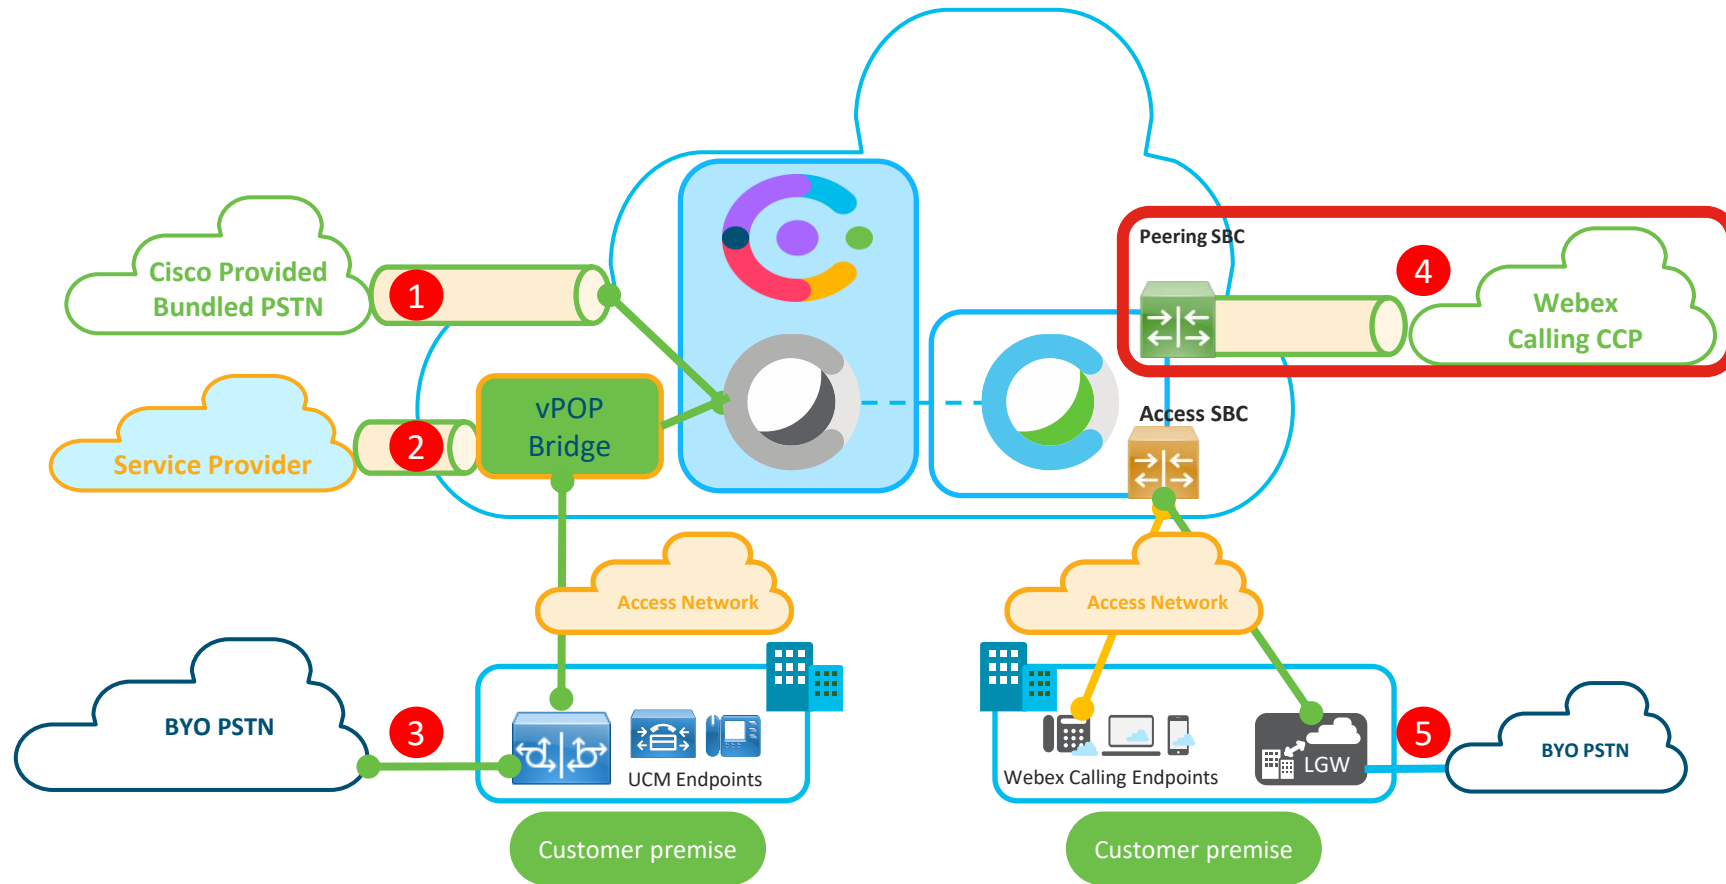 Peering SBC
4
Cisco Provided
Bundled PSTN
1
Webex
Calling CCP
vPOP
Bridge
Access SBC
2
Service Provider
Access Network
Access Network
BYO PSTN
3
5
BYO PSTN
UCM Endpoints
Webex Calling Endpoints
LGW
Customer premise
Customer premise